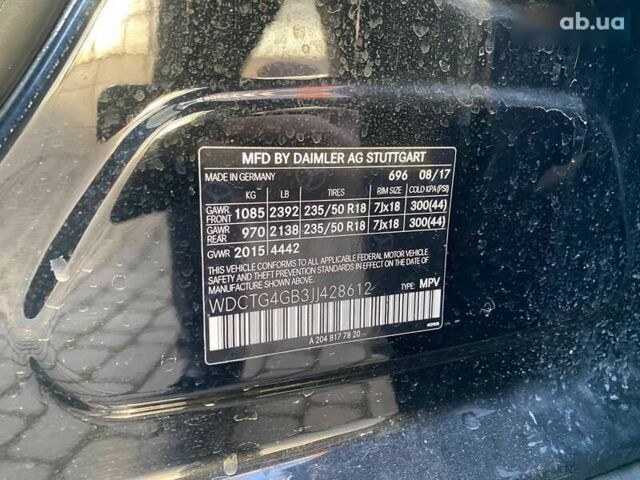 ab.ua
MFD BY DAIMLER AG STUTTGART
MADE IN GERMANY 696 08/17
KG LB TIRES RIM SIZE COLD KPA (PSI)
GAWR FRONT 1085 2392 235/50 R18 7Jx18 300(44)
GAWR REAR 970 2138 235/50 R18 7Jx18 300(44)
GVWR 2015 4442
THIS VEHICLE CONFORMS TO ALL APPLICABLE FEDERAL MOTOR VEHICLE
SAFETY STANDARDS IN EFFECT ON THE DATE OF
MANUFACTURE SHOWN ABOVE.
WDCTG4GB3JJ428612 TYPE: MPV
A 204 817 78 20